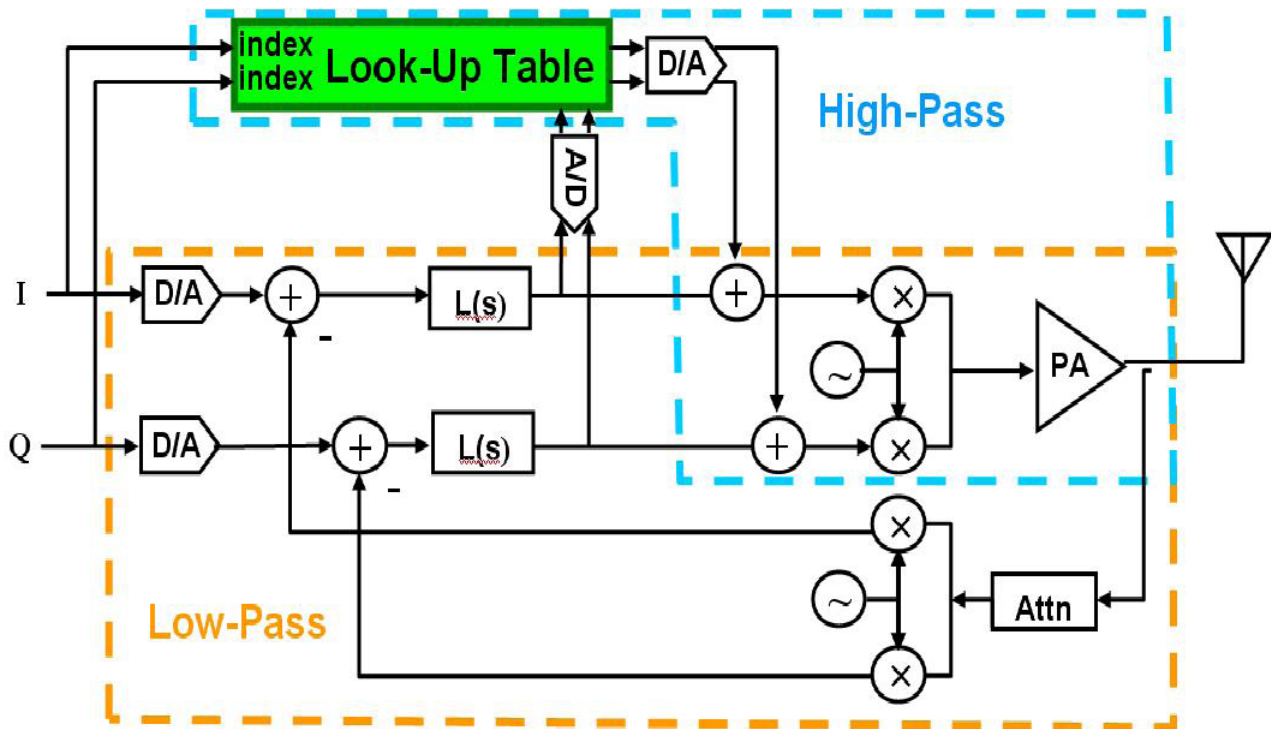 index
index
Look-Up Table
D/A
High-Pass
A/D
I
D/A
+
L(s)
+
×
-
~
PA
Q
D/A
+
L(s)
+
×
-
×
~
Attn
Low-Pass
×